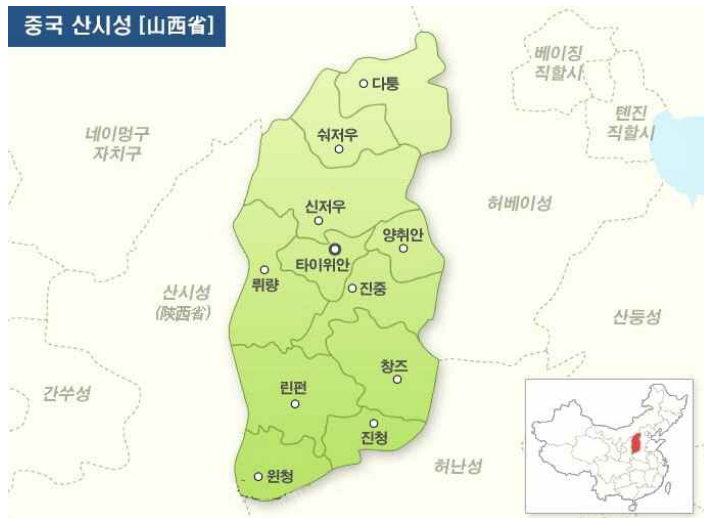 중국 산시성 [山西省]
베이징
직할시
다퉁
톈진
직할시
네이멍구
자치구
숴저우
신저우
허베이성
양취안
타이위안
뤼량
진중
산시성
(陝西省)
산둥성
창즈
린펀
간쑤성
진청
허난성
윈청